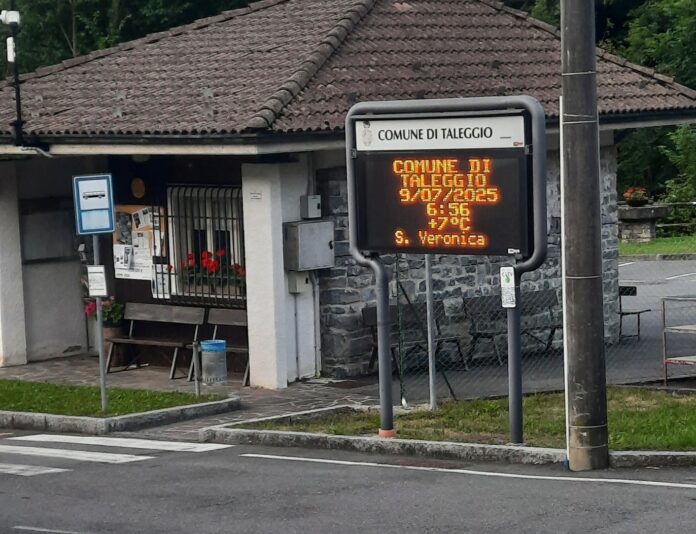 COMUNE DI TALEGGIO
COMUNE DI
TALEGGIO
9/07/2025
6:56
+7°C
S. Veronica